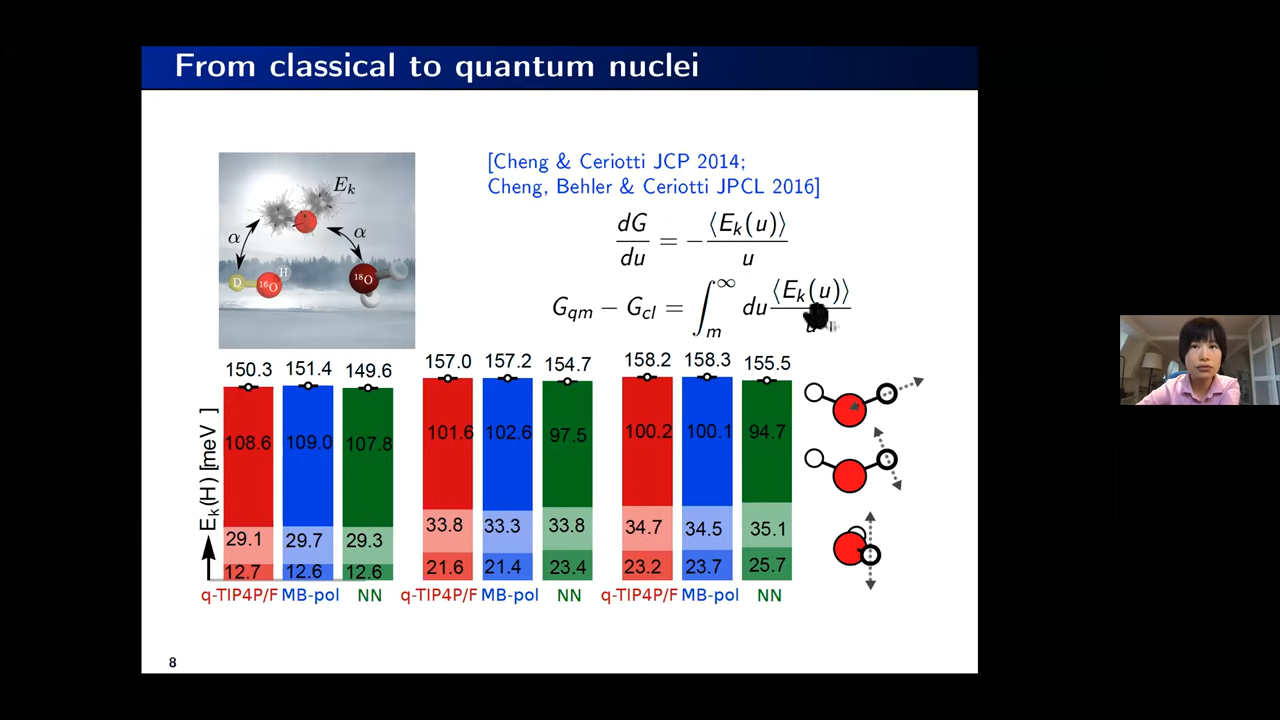 From classical to quantum nuclei
[Cheng & Ceriotti JCP 2014;
Cheng, Behler & Ceriotti JPCL 2016]
E_k
α
α
D
16O
H
18O
dG/du = − ⟨E_k(u)⟩/u
G_qm − G_cl = ∫_m^∞ du ⟨E_k(u)⟩/u
150.3 151.4 149.6 157.0 157.2 154.7 158.2 158.3 155.5
108.6 109.0 107.8 101.6 102.6 97.5 100.2 100.1 94.7
29.1 29.7 29.3 33.8 33.3 33.8 34.7 34.5 35.1
12.7 12.6 12.6 21.6 21.4 23.4 23.2 23.7 25.7
E_k(H) [meV ]
q-TIP4P/F MB-pol NN q-TIP4P/F MB-pol NN q-TIP4P/F MB-pol NN
8